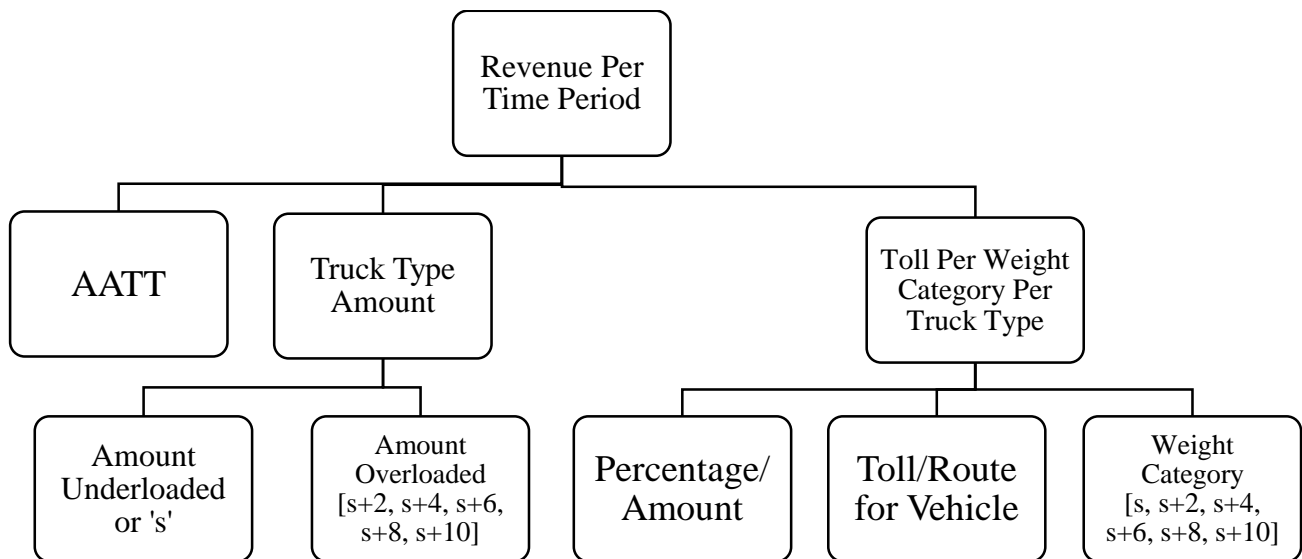 Revenue Per
Time Period
AATT
Truck Type
Amount
Toll Per Weight
Category Per
Truck Type
Amount
Underloaded
or 's'
Amount
Overloaded
[s+2, s+4, s+6,
s+8, s+10]
Percentage/
Amount
Toll/Route
for Vehicle
Weight
Category
[s, s+2, s+4,
s+6, s+8, s+10]